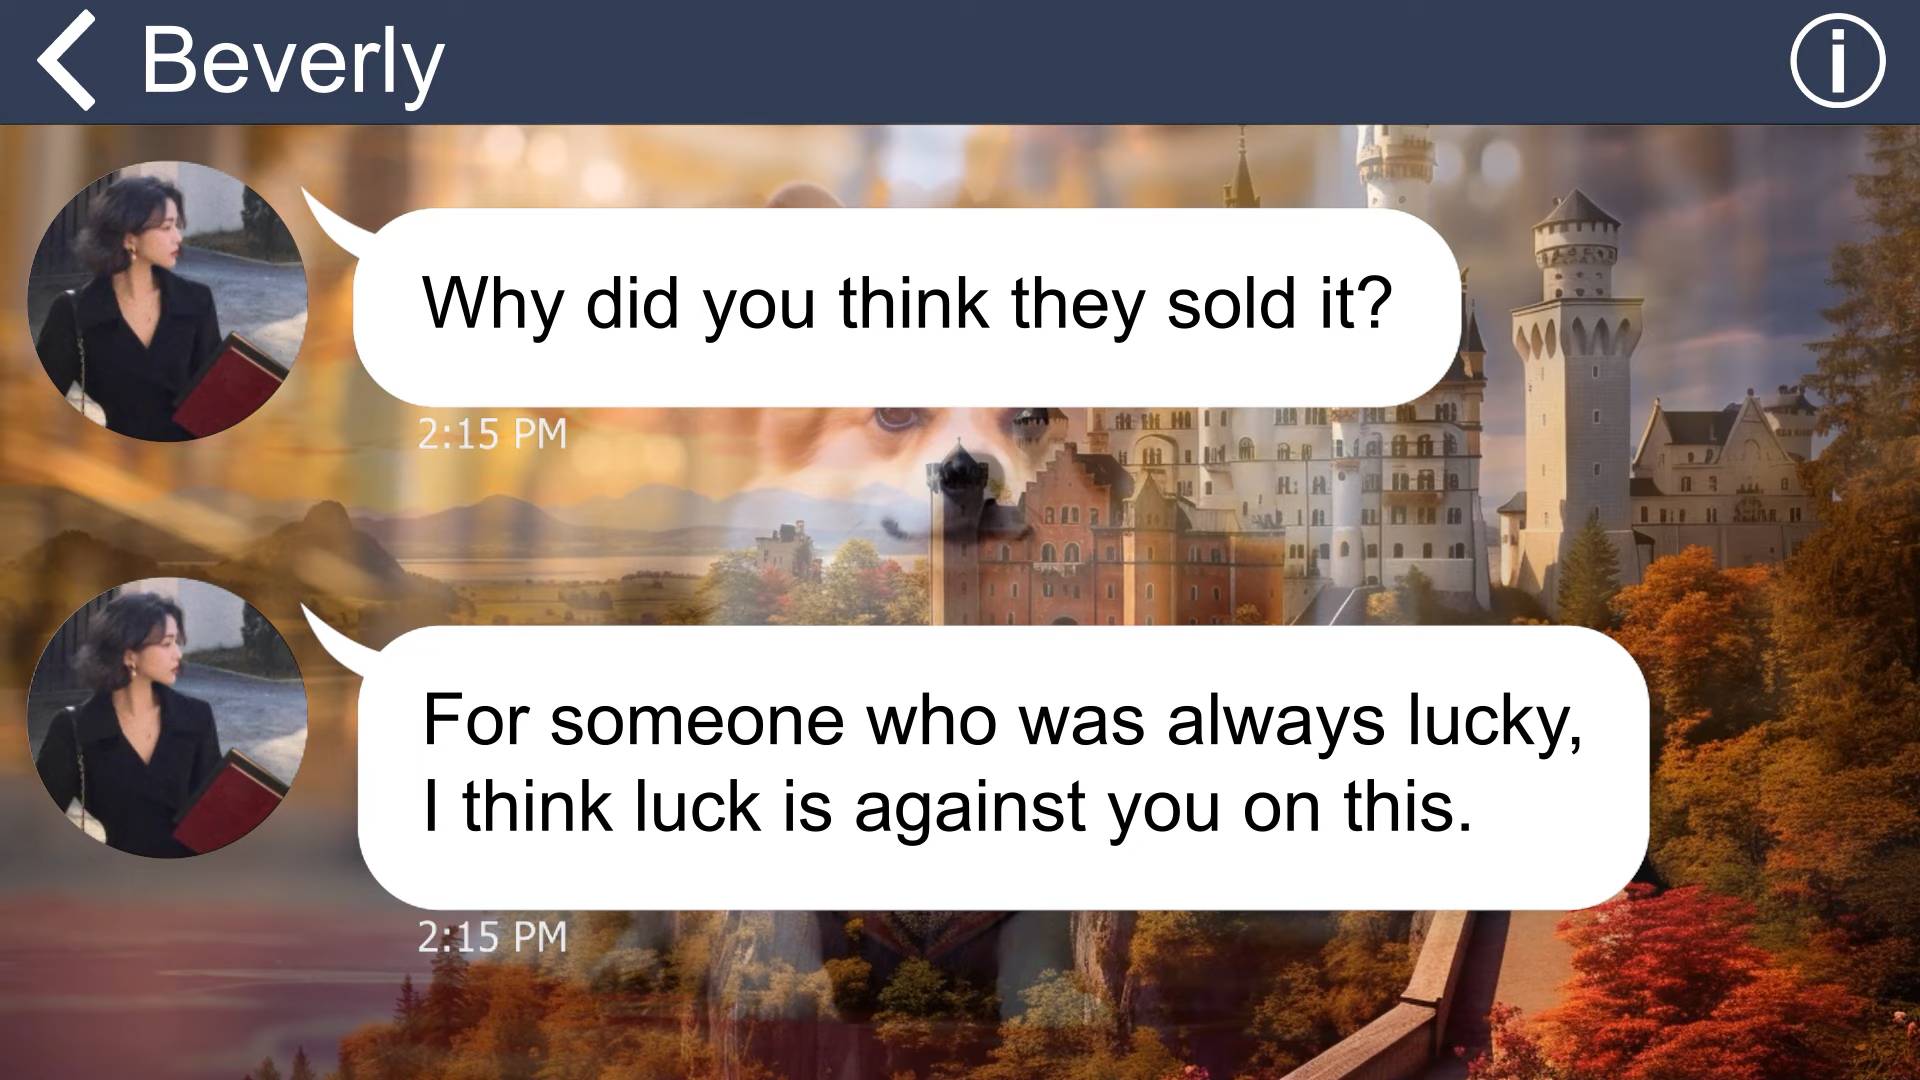 Beverly
Why did you think they sold it?
2:15 PM
For someone who was always lucky,
I think luck is against you on this.
2:15 PM